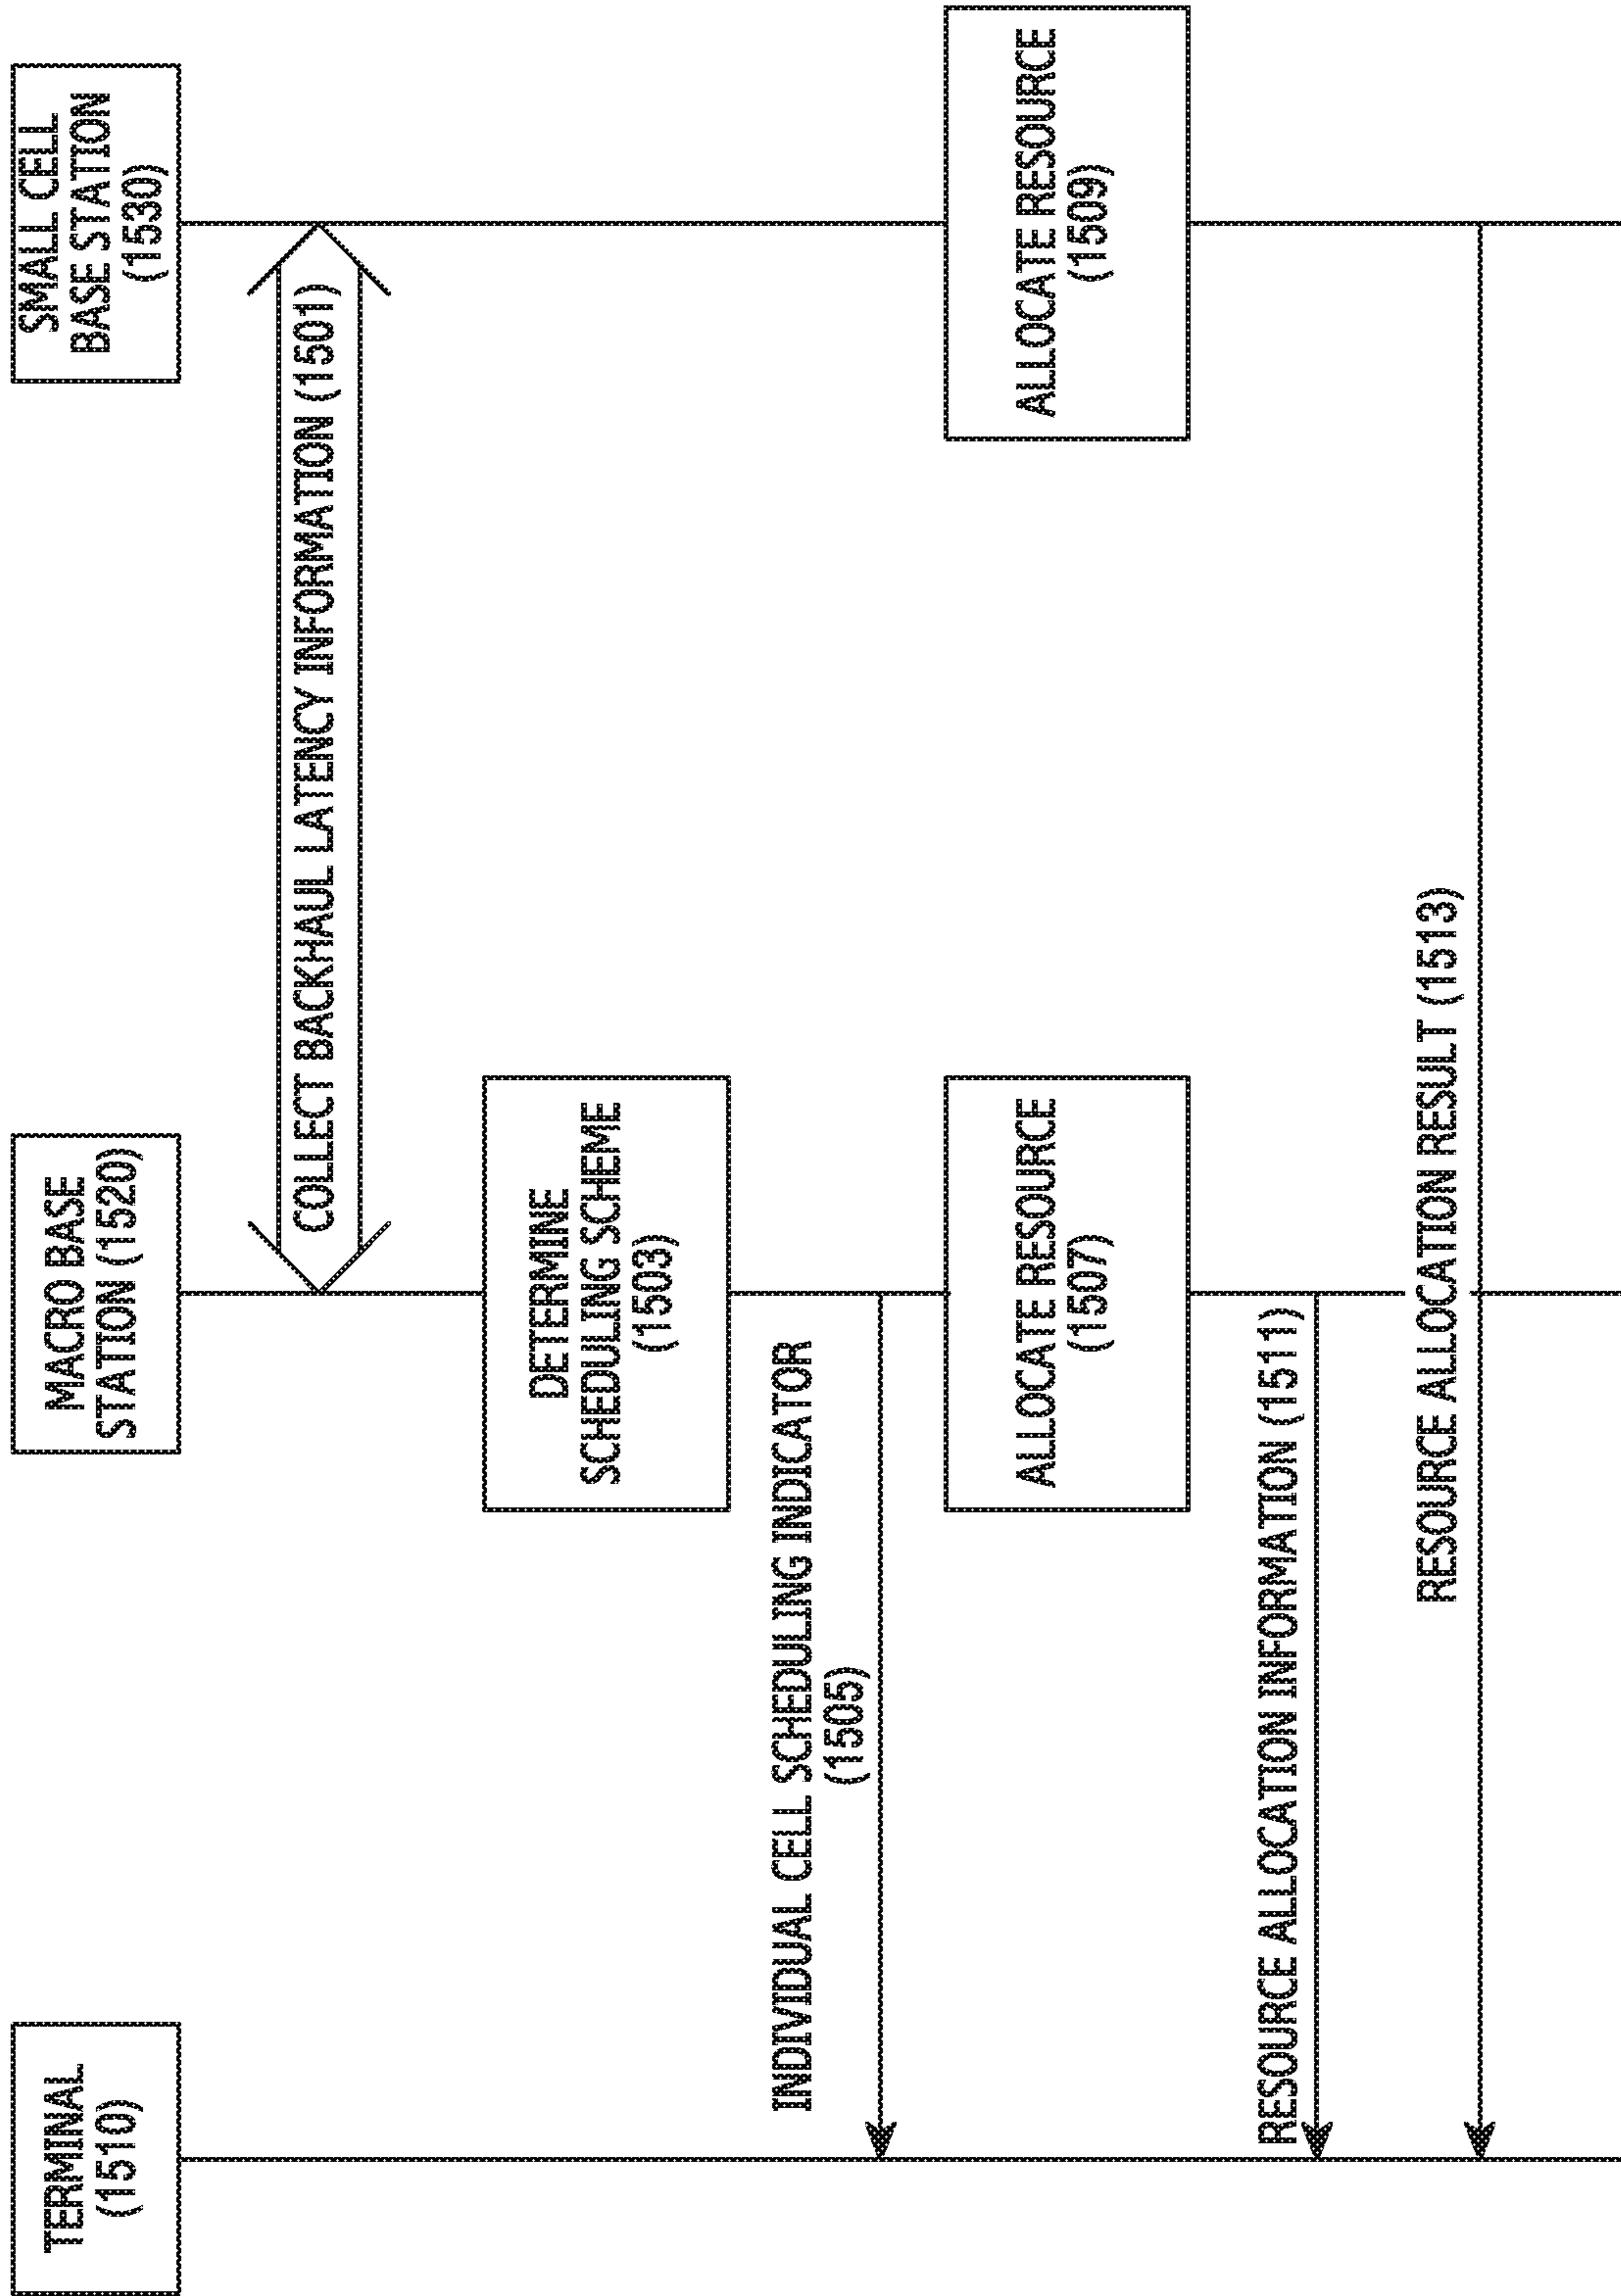 TERMINAL
(1510)
MACRO BASE
STATION (1520)
SMALL CELL
BASE STATION
(1530)
COLLECT BACKHAUL LATENCY INFORMATION (1501)
DETERMINE
SCHEDULING SCHEME
(1503)
INDIVIDUAL CELL SCHEDULING INDICATOR
(1505)
ALLOCATE RESOURCE
(1507)
ALLOCATE RESOURCE
(1509)
RESOURCE ALLOCATION INFORMATION (1511)
RESOURCE ALLOCATION RESULT (1513)